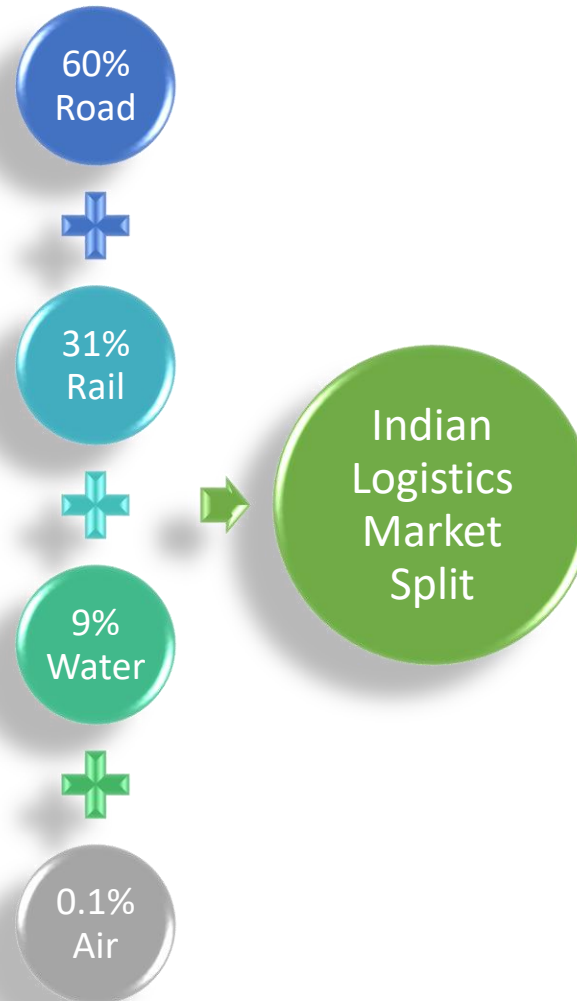 60%
Road
31%
Rail
9%
Water
0.1%
Air
Indian
Logistics
Market
Split